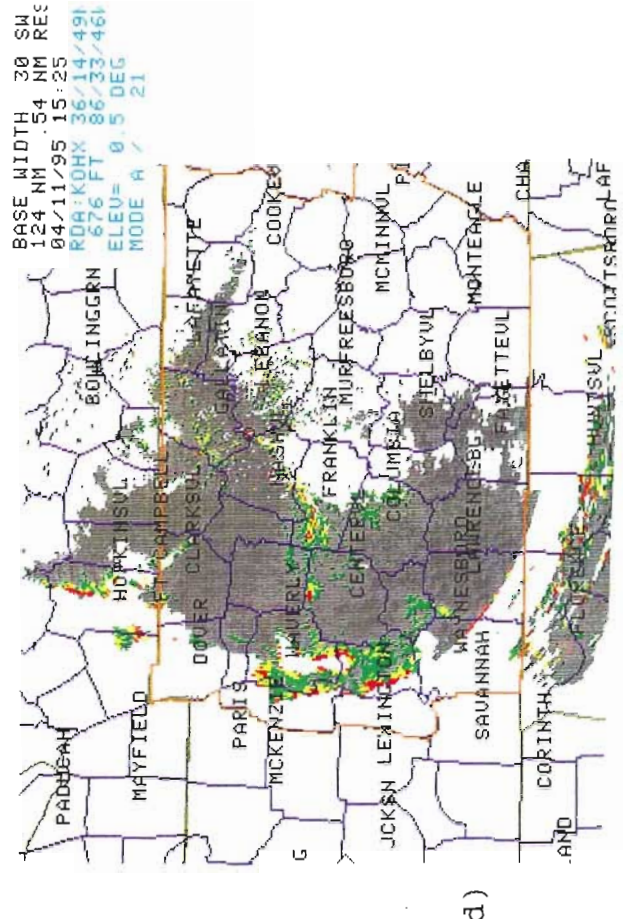 BASE WIDTH 30 SW
124 NM .54 NM RES
04/11/95 15:25
RDA:KOHX 36/14/49N
676 FT 86/33/46W
ELEV= 0.5 DEG
MODE A / 21
PADUCAH
BOWLINGGRN
HOPKINSVL
MAYFIELD
FT CAMPBELL
LAFAYETTE
CLARKSVL
DOVER
GALLATIN
PARIS
COOKEV
LEBANON
NASHVL
WAVERLY
MCKENZIE
G
FRANKLIN
MURFREESBORO
CENTERVL
MCMINNVL
COLUMBIA
LEXINGTON
JCKSN
SHELBYVL
MONTEAGLE
WAYNESBORO
LAWRENCEBG
SAVANNAH
FAYETTEVL
CHA
CORINTH
FLORENCE
HUNTSVL
LAF
AND
d)